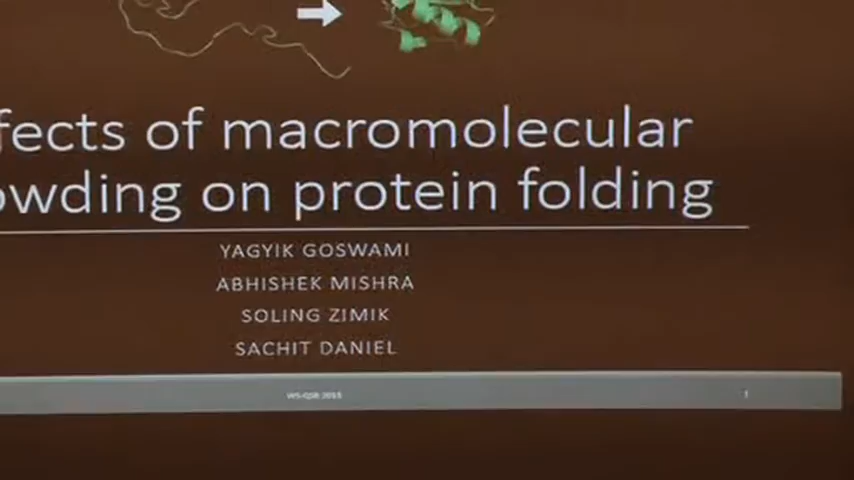 fects of macromolecular
owding on protein folding
YAGYIK GOSWAMI
ABHISHEK MISHRA
SOLING ZIMIK
SACHIT DANIEL
1